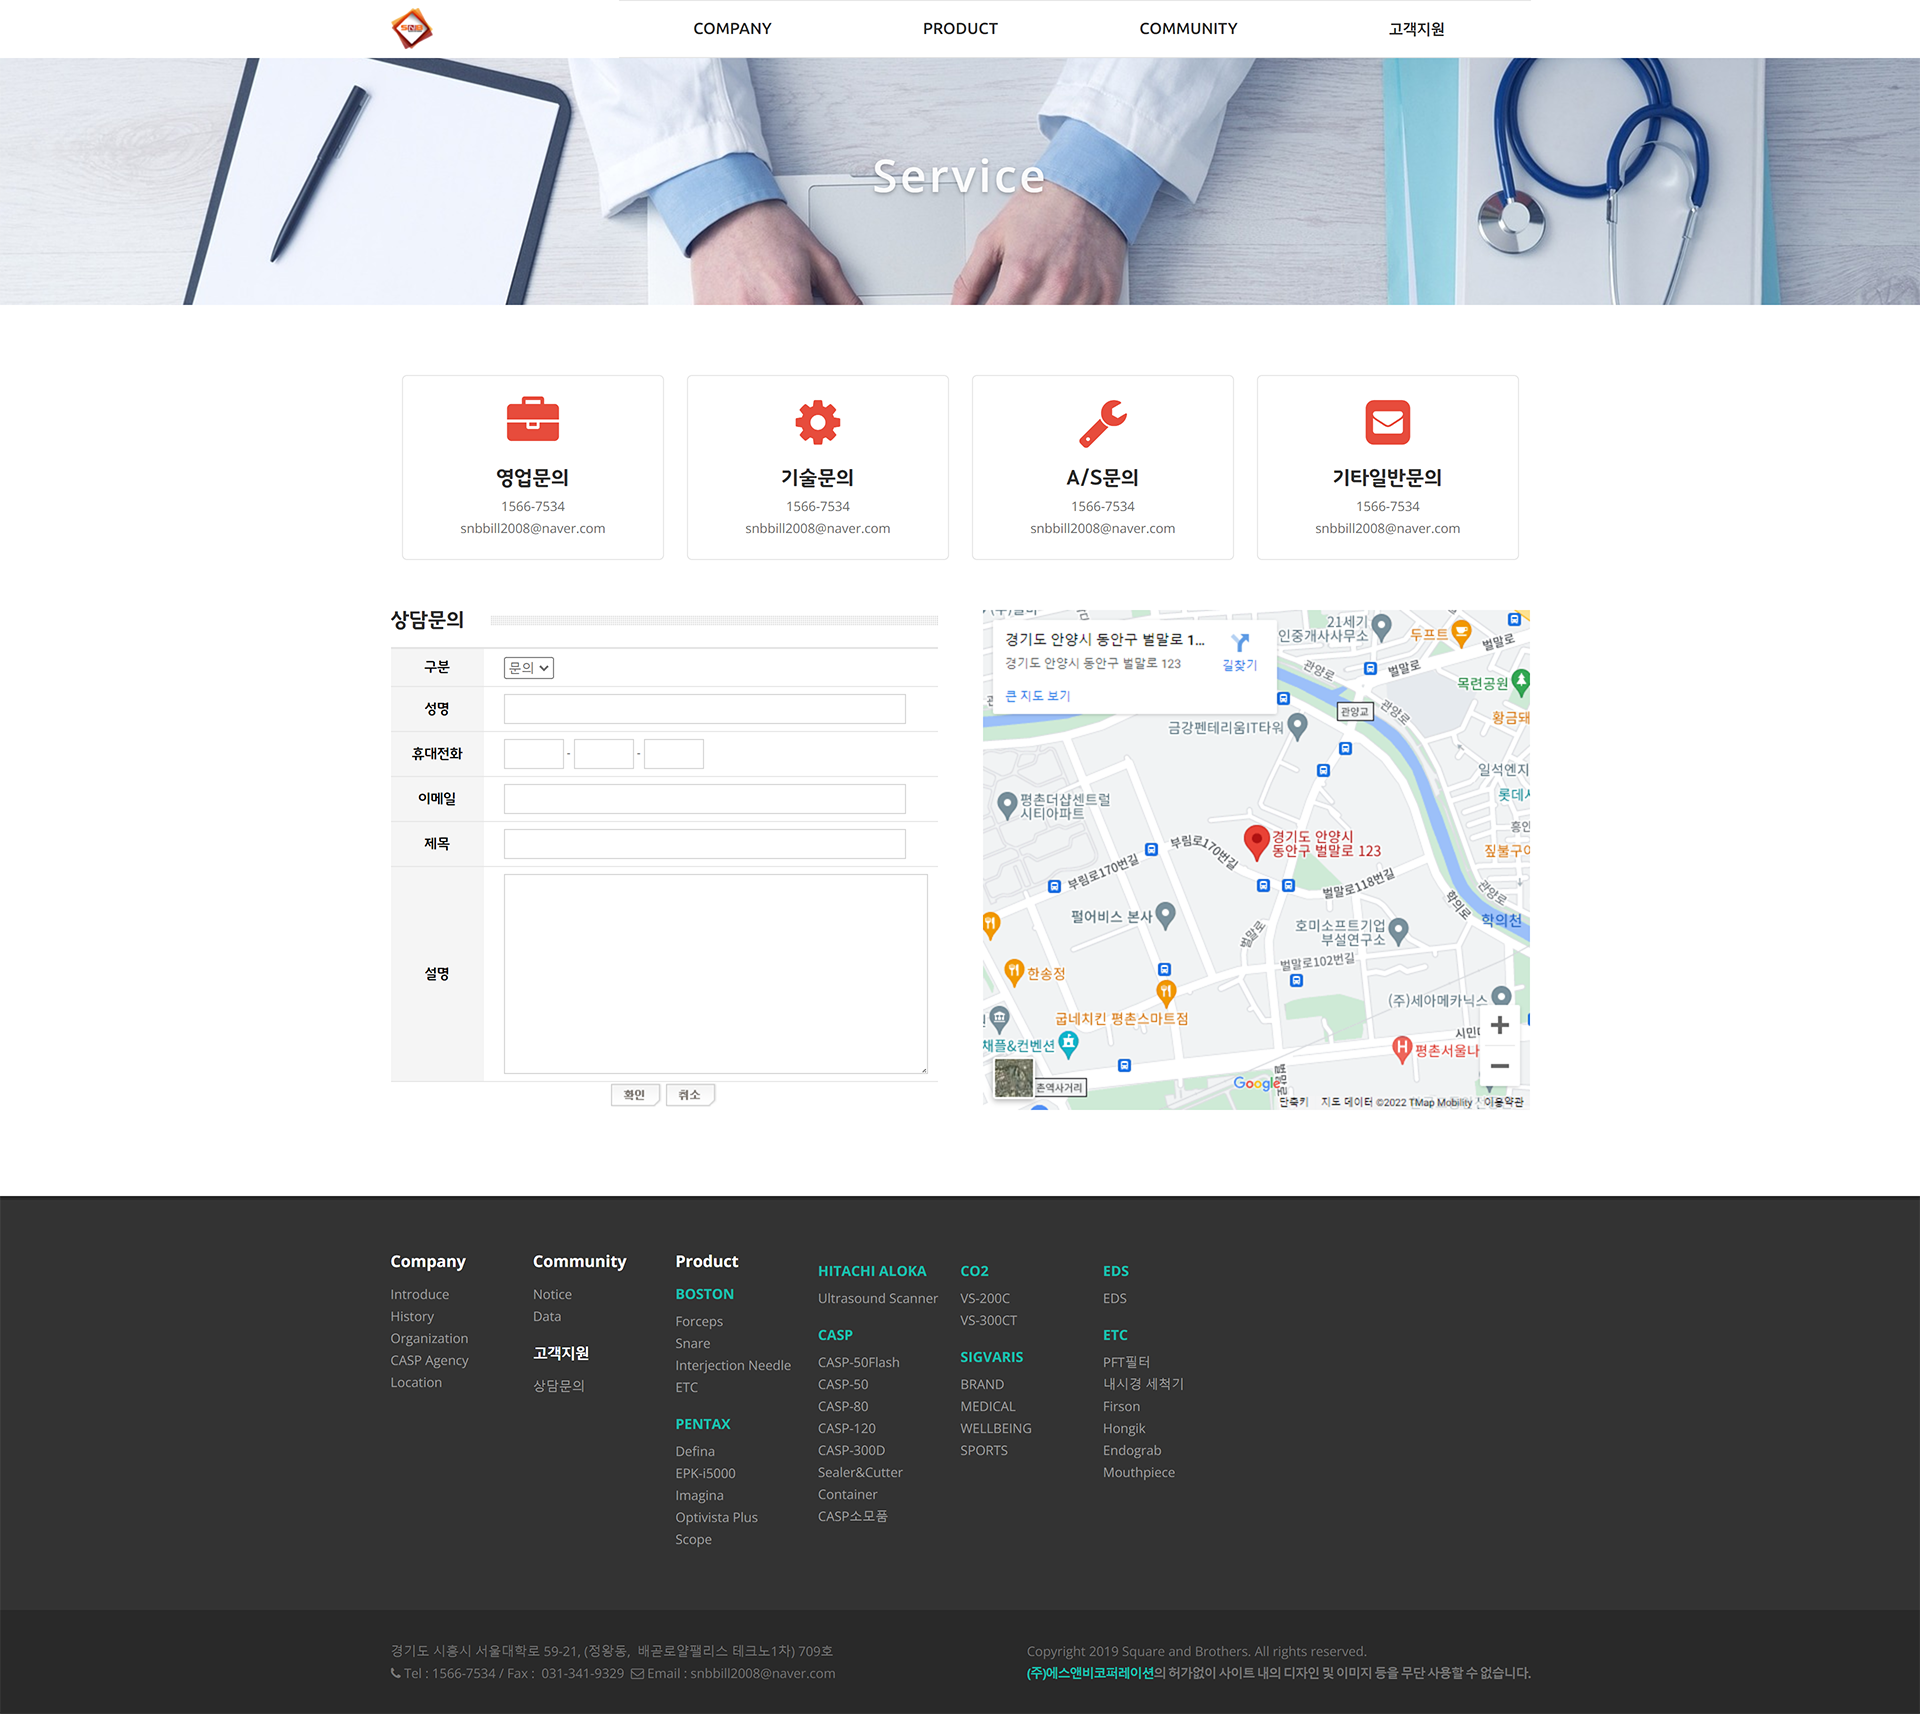 SNB
COMPANY
PRODUCT
COMMUNITY
고객지원
Service
영업문의
1566-7534
snbbill2008@naver.com
기술문의
1566-7534
snbbill2008@naver.com
A/S문의
1566-7534
snbbill2008@naver.com
기타일반문의
1566-7534
snbbill2008@naver.com
상담문의
구분
문의
성명
휴대전화
- -
이메일
제목
설명
확인
취소
경기도 안양시 동안구 벌말로 1...
경기도 안양시 동안구 벌말로 123
길찾기
큰 지도 보기
21세기
인중개사사무소
두프트
벌말로
관양로
벌말로
목련공원
관양교
관양로
황금돼
금강펜테리움IT타워
일석엔지
롯데시
평촌더샵센트럴
시티아파트
홍안
짚불구이
경기도 안양시
동안구 벌말로 123
부림로170번길
부림로170번길
벌말로118번길
관양로
학의로
학의천
펄어비스 본사
호미소프트기업
부설연구소
벌말로
벌말로102번길
한송정
(주)세아메카닉스
굽네치킨 평촌스마트점
채플&컨벤션
시민대
평촌서울나
촌역사거리
Google
벌말로
단축키
지도 데이터 ©2022 TMap Mobility
이용약관
Company
Introduce
History
Organization
CASP Agency
Location
Community
Notice
Data
고객지원
상담문의
Product
BOSTON
Forceps
Snare
Interjection Needle
ETC
PENTAX
Defina
EPK-i5000
Imagina
Optivista Plus
Scope
HITACHI ALOKA
Ultrasound Scanner
CASP
CASP-50Flash
CASP-50
CASP-80
CASP-120
CASP-300D
Sealer&Cutter
Container
CASP소모품
CO2
VS-200C
VS-300CT
SIGVARIS
BRAND
MEDICAL
WELLBEING
SPORTS
EDS
EDS
ETC
PFT필터
내시경 세척기
Firson
Hongik
Endograb
Mouthpiece
경기도 시흥시 서울대학로 59-21, (정왕동, 배곧로얄팰리스 테크노1차) 709호
Tel : 1566-7534 / Fax : 031-341-9329 Email : snbbill2008@naver.com
Copyright 2019 Square and Brothers. All rights reserved.
(주)에스앤비코퍼레이션의 허가없이 사이트 내의 디자인 및 이미지 등을 무단 사용할 수 없습니다.